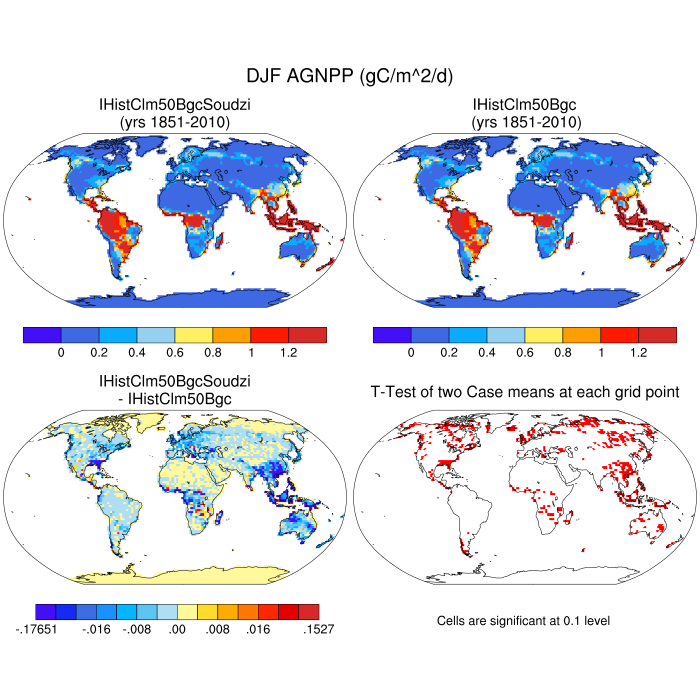 DJF AGNPP (gC/m^2/d)
IHistClm50BgcSoudzi
(yrs 1851-2010)
IHistClm50Bgc
(yrs 1851-2010)
0 0.2 0.4 0.6 0.8 1 1.2
0 0.2 0.4 0.6 0.8 1 1.2
IHistClm50BgcSoudzi
- IHistClm50Bgc
T-Test of two Case means at each grid point
-.17651 -.016 -.008 .00 .008 .016 .1527
Cells are significant at 0.1 level